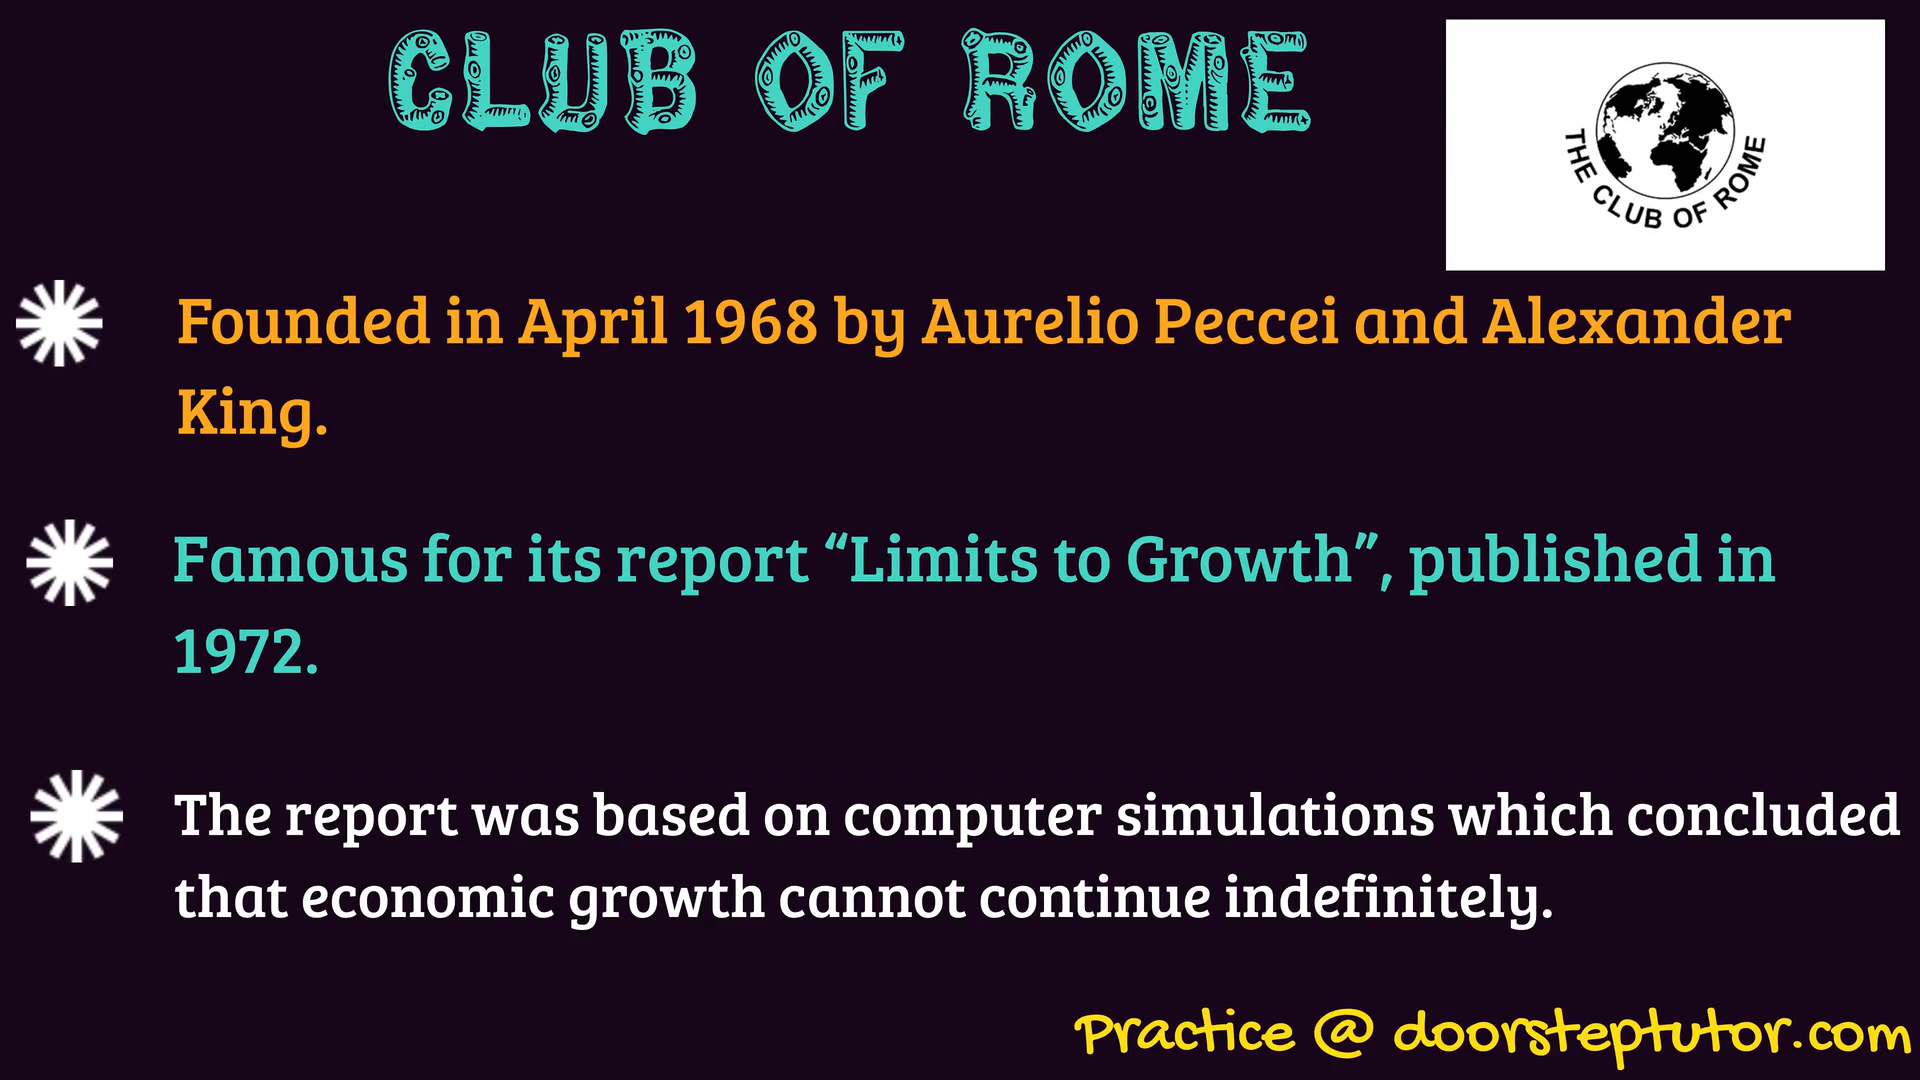 CLUB OF ROME
THE CLUB OF ROME
Founded in April 1968 by Aurelio Peccei and Alexander
King.
Famous for its report “Limits to Growth”, published in
1972.
The report was based on computer simulations which concluded
that economic growth cannot continue indefinitely.
Practice @ doorsteptutor.com